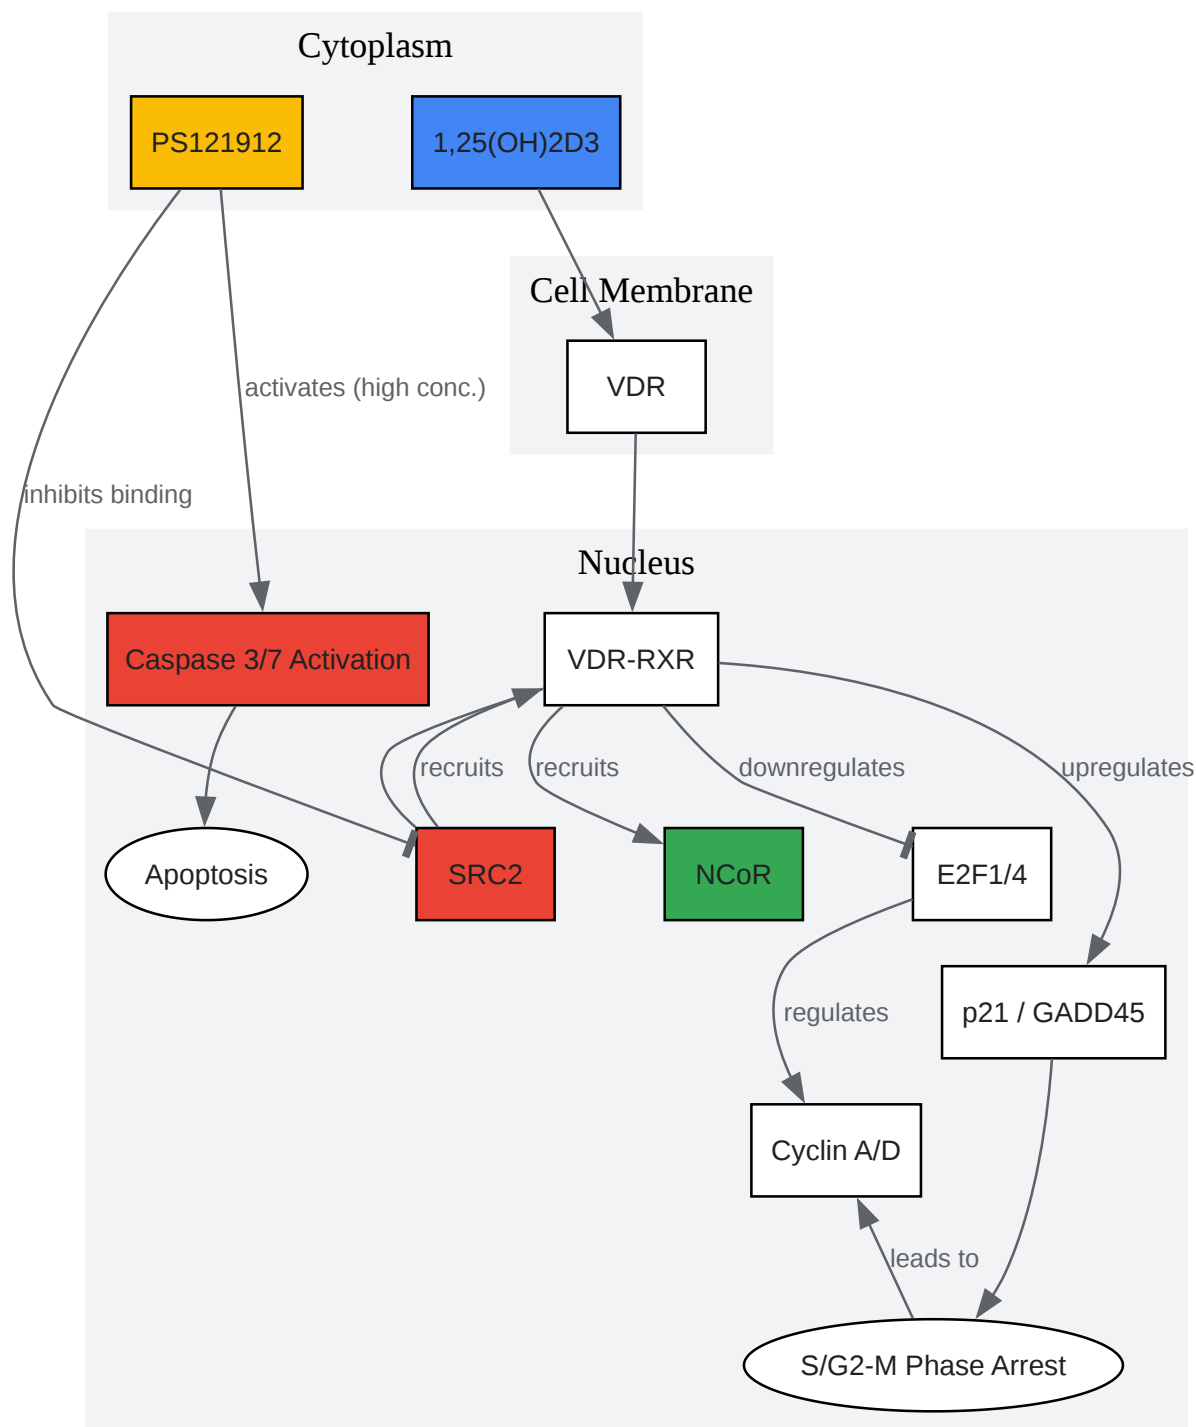 Cytoplasm
PS121912
1,25(OH)2D3
Cell Membrane
VDR
activates (high conc.)
inhibits binding
Nucleus
Caspase 3/7 Activation
VDR-RXR
recruits
recruits
downregulates
upregulates
Apoptosis
SRC2
NCoR
E2F1/4
regulates
p21 / GADD45
Cyclin A/D
leads to
S/G2-M Phase Arrest